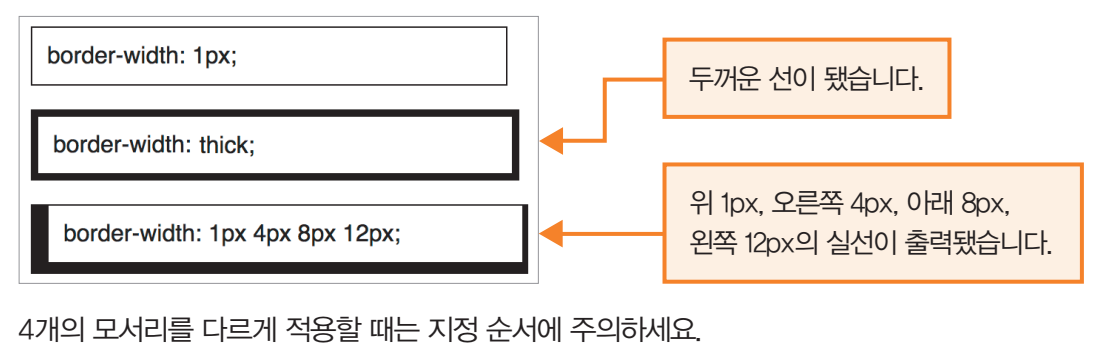 border-width: 1px;
두꺼운 선이 됐습니다.
border-width: thick;
위 1px, 오른쪽 4px, 아래 8px,
왼쪽 12px의 실선이 출력됐습니다.
border-width: 1px 4px 8px 12px;
4개의 모서리를 다르게 적용할 때는 지정 순서에 주의하세요.